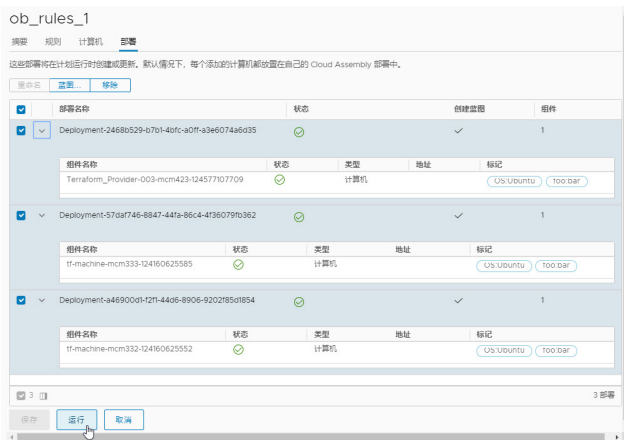 ob_rules_1
摘要 规则 计算机 部署
这些部署将在计划运行时创建或更新。默认情况下，每个添加的计算机都放置在自己的 Cloud Assembly 部署中。
重命名 蓝图... 移除
部署名称 状态 创建蓝图 组件
Deployment-2468b529-b7b1-4bfc-a0ff-a3e6074a6d35 1
组件名称 状态 类型 地址 标记
Terraform_Provider-003-mcm423-124577107709 计算机 OS:Ubuntu foo:bar
Deployment-57daf746-8847-44fa-86c4-4f36079fb362 1
组件名称 状态 类型 地址 标记
tf-machine-mcm333-124160625585 计算机 OS:Ubuntu foo:bar
Deployment-a46900d1-f2f1-44d6-8906-9202f85d1854 1
组件名称 状态 类型 地址 标记
tf-machine-mcm332-124160625552 计算机 OS:Ubuntu foo:bar
3 3 部署
保存 运行 取消